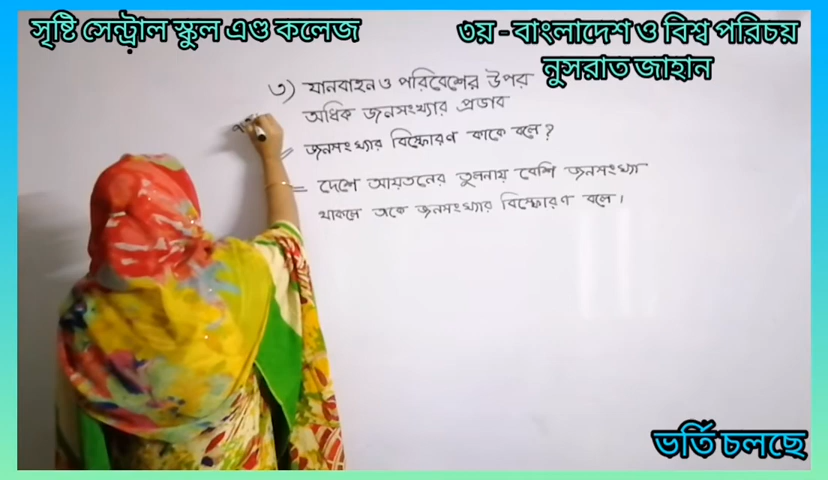 সৃষ্টি সেন্ট্রাল স্কুল এণ্ড কলেজ
৩য় - বাংলাদেশ ও বিশ্ব পরিচয়
নুসরাত জাহান
৩) যানবাহন ও পরিবেশের উপর
অধিক জনসংখ্যার প্রভাব
জনসংখ্যার বিস্ফোরণ কাকে বলে?
= দেশে আয়তনের তুলনায় বেশি জনসংখ্যা
থাকলে তাকে জনসংখ্যার বিস্ফোরণ বলে।
ভর্তি চলছে